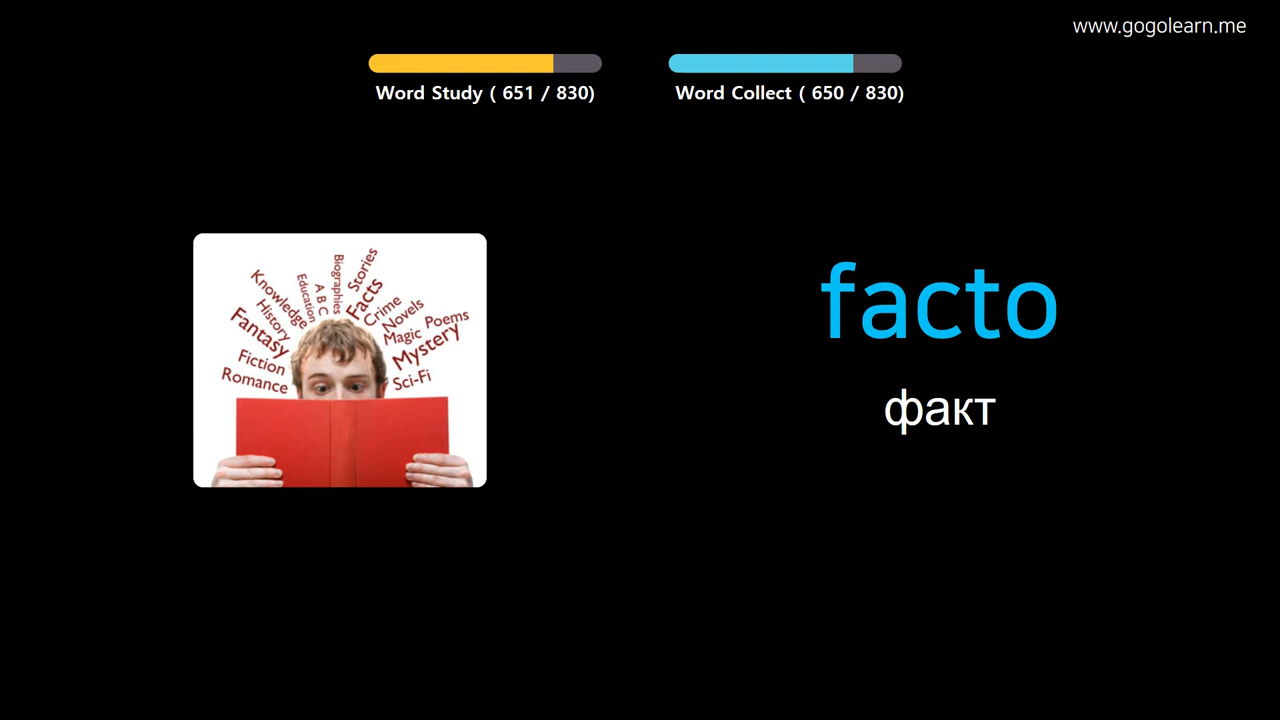 www.gogolearn.me
Word Study ( 651 / 830)
Word Collect ( 650 / 830)
Knowledge
History
Fantasy
Fiction
Romance
Education
A B C
Biographies
Stories
Facts
Crime
Novels
Magic
Poems
Mystery
Sci-Fi
facto
факт